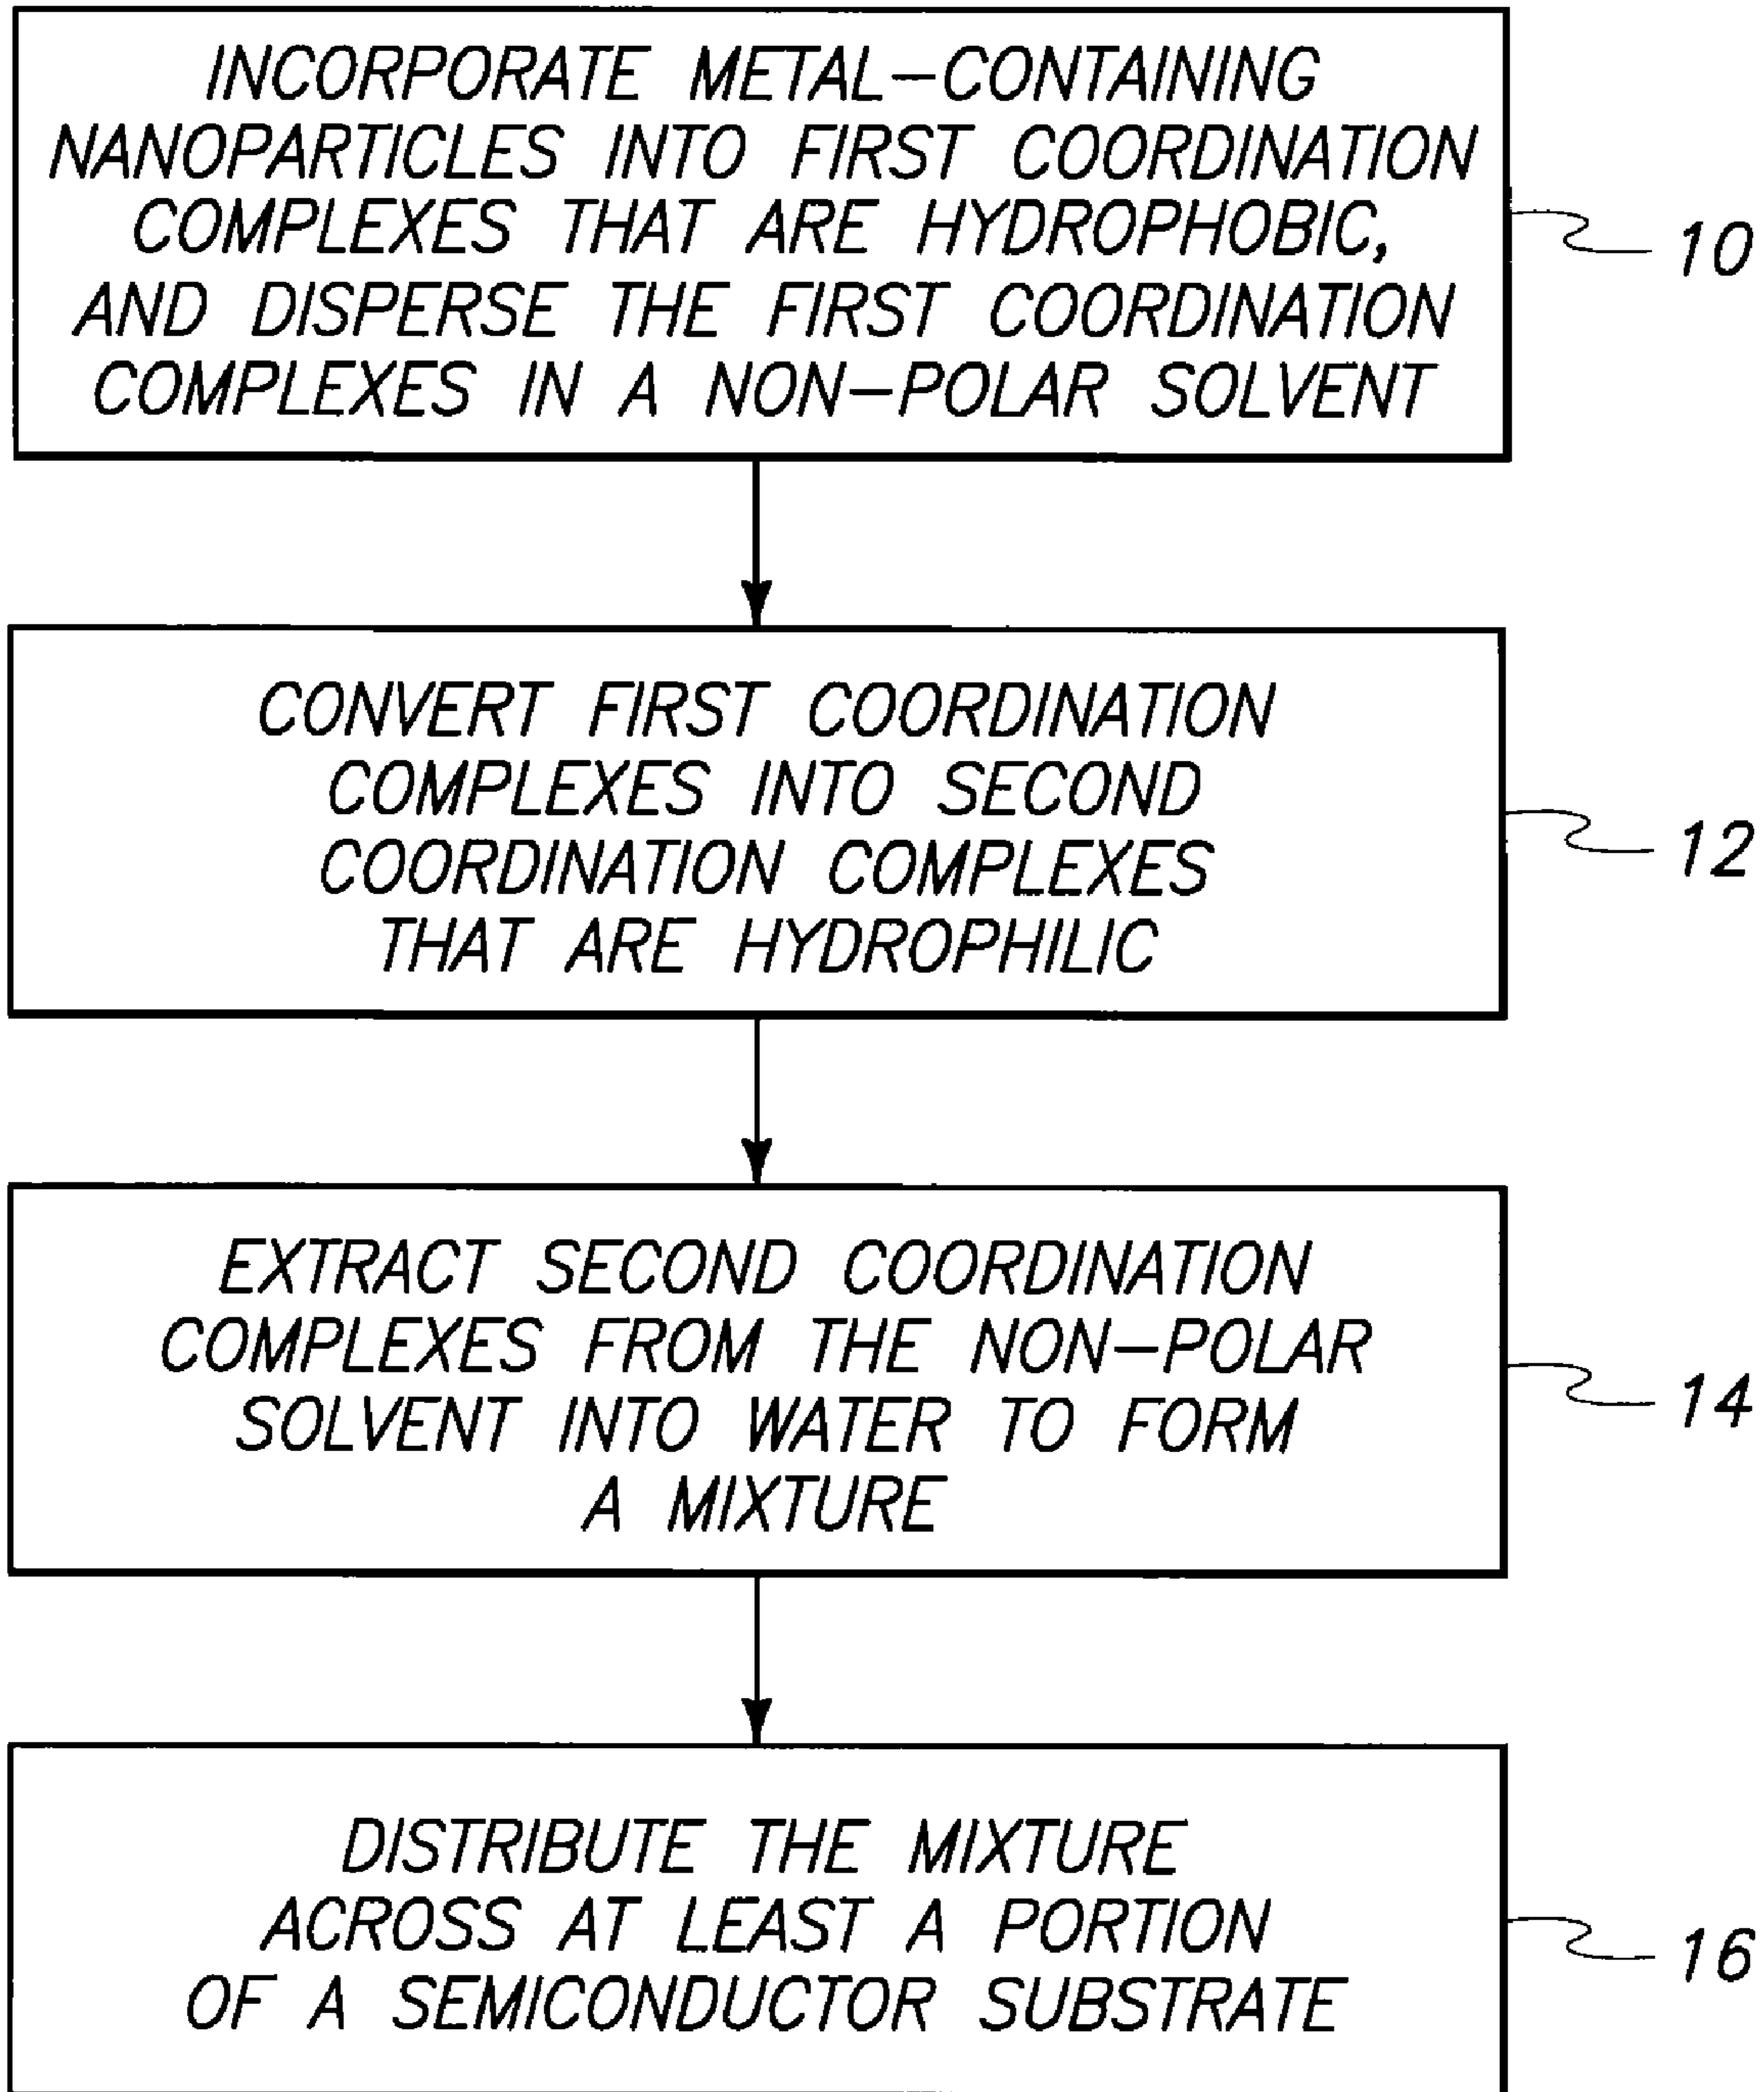 INCORPORATE METAL-CONTAINING
NANOPARTICLES INTO FIRST COORDINATION
COMPLEXES THAT ARE HYDROPHOBIC,
AND DISPERSE THE FIRST COORDINATION
COMPLEXES IN A NON-POLAR SOLVENT
10
CONVERT FIRST COORDINATION
COMPLEXES INTO SECOND
COORDINATION COMPLEXES
THAT ARE HYDROPHILIC
12
EXTRACT SECOND COORDINATION
COMPLEXES FROM THE NON-POLAR
SOLVENT INTO WATER TO FORM
A MIXTURE
14
DISTRIBUTE THE MIXTURE
ACROSS AT LEAST A PORTION
OF A SEMICONDUCTOR SUBSTRATE
16